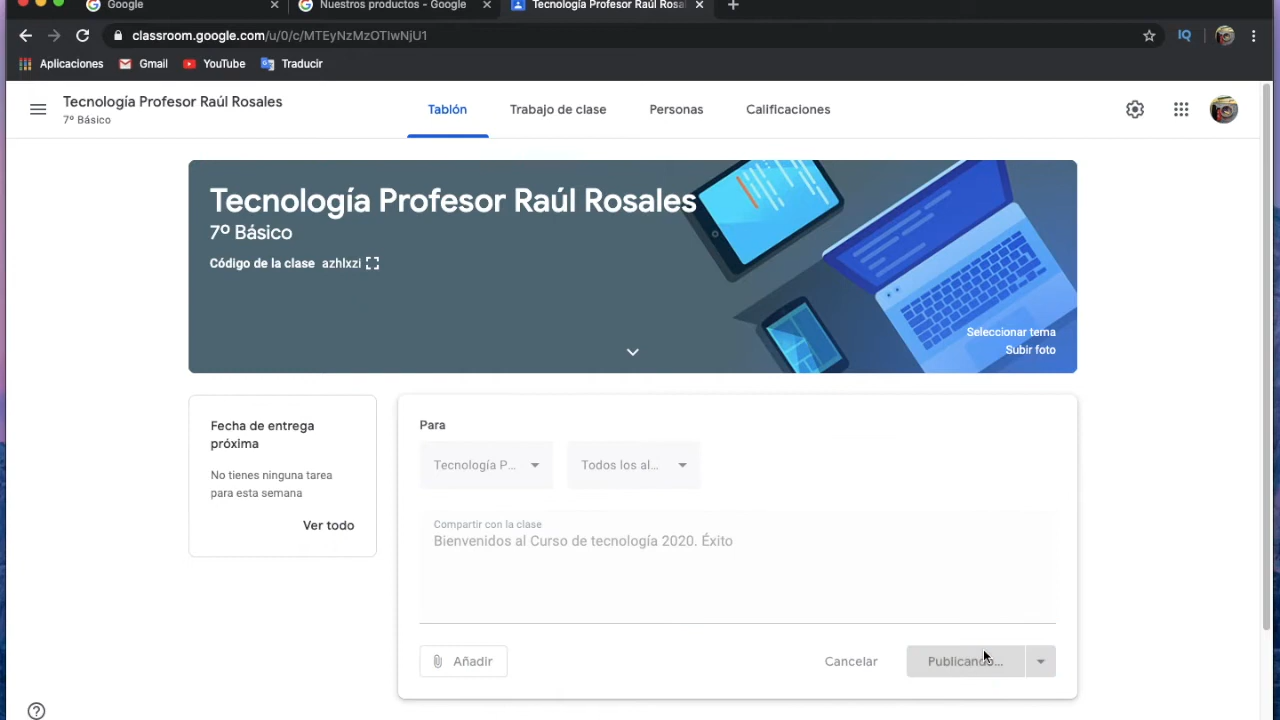 Google
Nuestros productos - Google
Tecnología Profesor Raúl Rosal
classroom.google.com/u/0/c/MTEyNzMzOTIwNjU1
IQ
Aplicaciones
Gmail
YouTube
Traducir
Tecnología Profesor Raúl Rosales
7º Básico
Tablón
Trabajo de clase
Personas
Calificaciones
Tecnología Profesor Raúl Rosales
7º Básico
Código de la clase azhlxzi
Seleccionar tema
Subir foto
Fecha de entrega
próxima
No tienes ninguna tarea
para esta semana
Ver todo
Para
Tecnología P...
Todos los al...
Compartir con la clase
Bienvenidos al Curso de tecnología 2020. Éxito
Añadir
Cancelar
Publicando...